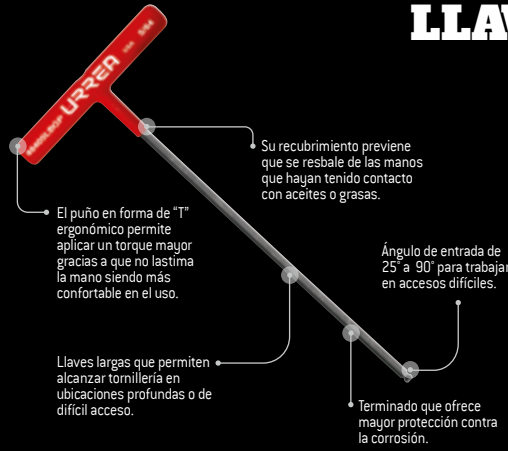 LLAV
URREA
USA
5/64
Su recubrimiento previene
que se resbale de las manos
que hayan tenido contacto
con aceites o grasas.
El puño en forma de “T”
ergonómico permite
aplicar un torque mayor
gracias a que no lastima
la mano siendo más
confortable en el uso.
Ángulo de entrada de
25° a 90° para trabajar
en accesos difíciles.
Llaves largas que permiten
alcanzar tornillería en
ubicaciones profundas o de
difícil acceso.
Terminado que ofrece
mayor protección contra
la corrosión.